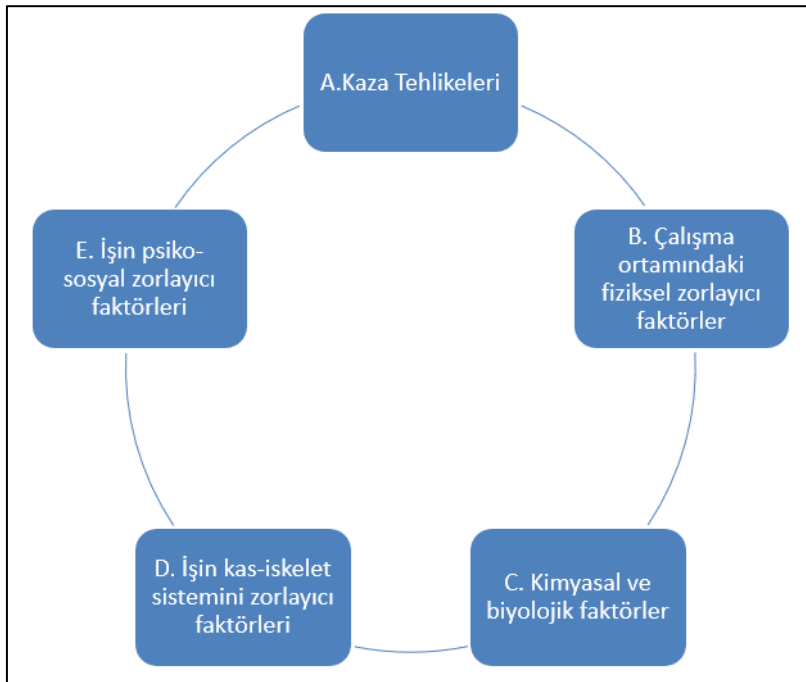 A.Kaza Tehlikeleri
B. Çalışma
ortamındaki
fiziksel zorlayıcı
faktörler
C. Kimyasal ve
biyolojik faktörler
D. İşin kas-iskelet
sistemini zorlayıcı
faktörleri
E. İşin psiko-
sosyal zorlayıcı
faktörleri